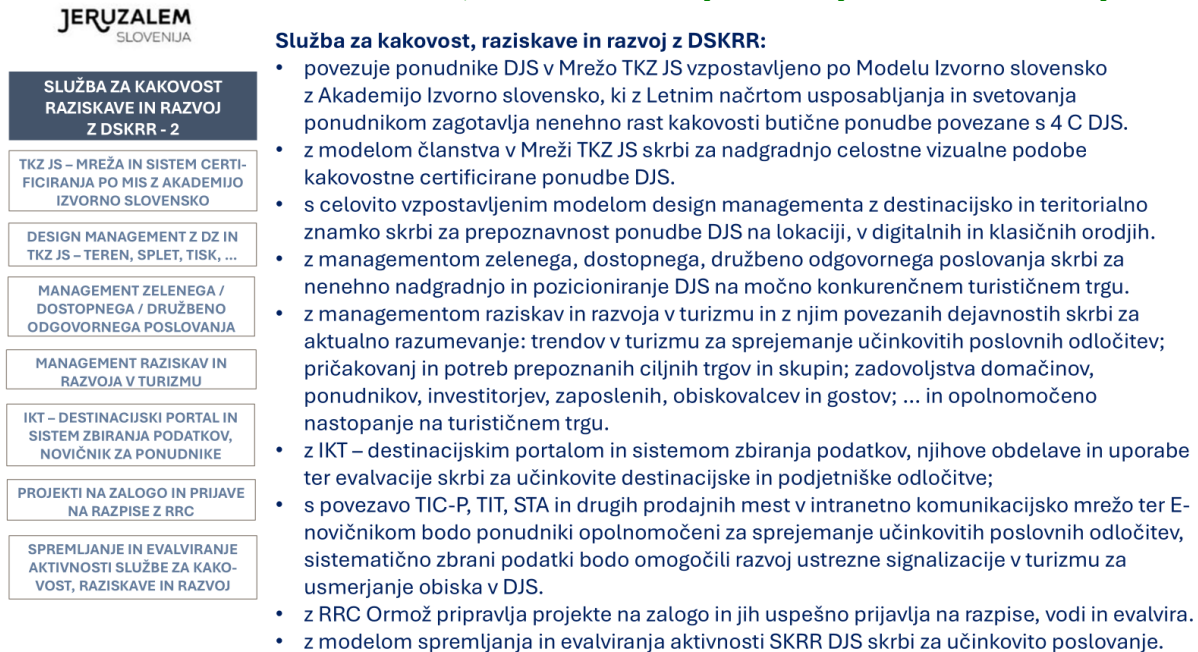 JERUZALEM
SLOVENIJA
SLUŽBA ZA KAKOVOST
RAZISKAVE IN RAZVOJ
Z DSKRR - 2
TKZ JS – MREŽA IN SISTEM CERTI-
FICIRANJA PO MIS Z AKADEMIJO
IZVORNO SLOVENSKO
DESIGN MANAGEMENT Z DZ IN
TKZ JS – TEREN, SPLET, TISK, ...
MANAGEMENT ZELENEGA /
DOSTOPNEGA / DRUŽBENO
ODGOVORNEGA POSLOVANJA
MANAGEMENT RAZISKAV IN
RAZVOJA V TURIZMU
IKT – DESTINACIJSKI PORTAL IN
SISTEM ZBIRANJA PODATKOV,
NOVIČNIK ZA PONUDNIKE
PROJEKTI NA ZALOGO IN PRIJAVE
NA RAZPISE Z RRC
SPREMLJANJE IN EVALVIRANJE
AKTIVNOSTI SLUŽBE ZA KAKO-
VOST, RAZISKAVE IN RAZVOJ
Služba za kakovost, raziskave in razvoj z DSKRR:
• povezuje ponudnike DJS v Mrežo TKZ JS vzpostavljeno po Modelu Izvorno slovensko
z Akademijo Izvorno slovensko, ki z Letnim načrtom usposabljanja in svetovanja
ponudnikom zagotavlja nenehno rast kakovosti butične ponudbe povezane s 4 C DJS.
• z modelom članstva v Mreži TKZ JS skrbi za nadgradnjo celostne vizualne podobe
kakovostne certificirane ponudbe DJS.
• s celovito vzpostavljenim modelom design managementa z destinacijsko in teritorialno
znamko skrbi za prepoznavnost ponudbe DJS na lokaciji, v digitalnih in klasičnih orodjih.
• z managementom zelenega, dostopnega, družbeno odgovornega poslovanja skrbi za
nenehno nadgradnjo in pozicioniranje DJS na močno konkurenčnem turističnem trgu.
• z managementom raziskav in razvoja v turizmu in z njim povezanih dejavnostih skrbi za
aktualno razumevanje: trendov v turizmu za sprejemanje učinkovitih poslovnih odločitev;
pričakovanj in potreb prepoznanih ciljnih trgov in skupin; zadovoljstva domačinov,
ponudnikov, investitorjev, zaposlenih, obiskovalcev in gostov; ... in opolnomočeno
nastopanje na turističnem trgu.
• z IKT – destinacijskim portalom in sistemom zbiranja podatkov, njihove obdelave in uporabe
ter evalvacije skrbi za učinkovite destinacijske in podjetniške odločitve;
• s povezavo TIC-P, TIT, STA in drugih prodajnih mest v intranetno komunikacijsko mrežo ter E-
novičnikom bodo ponudniki opolnomočeni za sprejemanje učinkovitih poslovnih odločitev,
sistematično zbrani podatki bodo omogočili razvoj ustrezne signalizacije v turizmu za
usmerjanje obiska v DJS.
• z RRC Ormož pripravlja projekte na zalogo in jih uspešno prijavlja na razpise, vodi in evalvira.
• z modelom spremljanja in evalviranja aktivnosti SKRR DJS skrbi za učinkovito poslovanje.